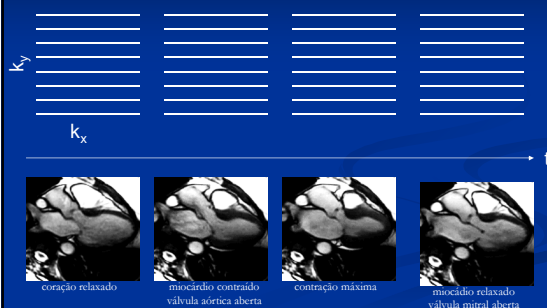 ky
kx
t
coração relaxado
miocárdio contraído
válvula aórtica aberta
contração máxima
miocádio relaxado
válvula mitral aberta